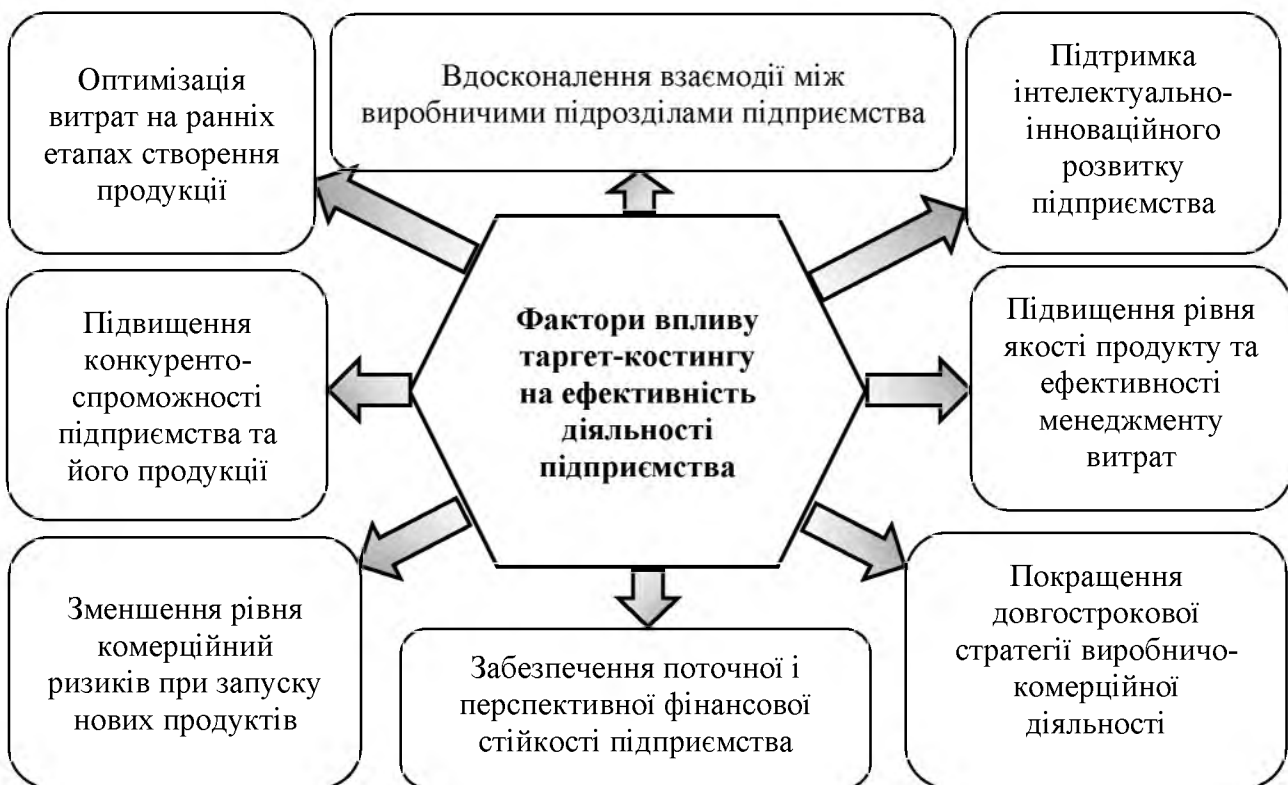 Оптимізація
витрат на ранніх
етапах створення
продукції
Вдосконалення взаємодії між
виробничими підрозділами підприємства
Підтримка
інтелектуально-
інноваційного
розвитку
підприємства
Підвищення
конкуренто-
спроможності
підприємства та
його продукції
Фактори впливу
таргет-костингу
на ефективність
діяльності
підприємства
Підвищення рівня
якості продукту та
ефективності
менеджменту
витрат
Зменшення рівня
комерційний
ризиків при запуску
нових продуктів
Забезпечення поточної і
перспективної фінансової
стійкості підприємства
Покращення
довгострокової
стратегії виробничо-
комерційної
діяльності